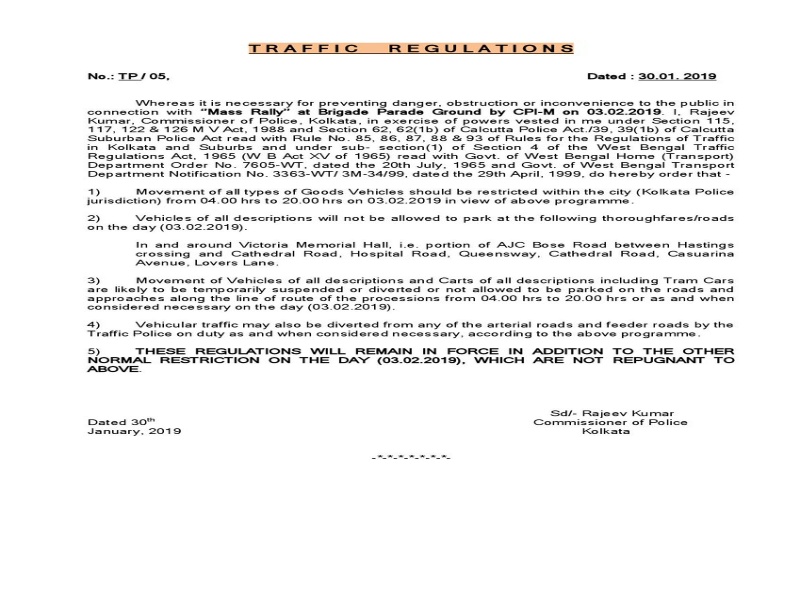 TRAFFIC REGULATIONS
No.: TP / 05, Dated : 30.01. 2019
Whereas it is necessary for preventing danger, obstruction or inconvenience to the public in
connection with "Mass Rally" at Brigade Parade Ground by CPI-M on 03.02.2019. I, Rajeev
Kumar, Commissioner of Police, Kolkata, in exercise of powers vested in me under Section 115,
117, 122 & 126 M V Act, 1988 and Section 62, 62(1b) of Calcutta Police Act./39, 39(1b) of Calcutta
Suburban Police Act read with Rule No. 85, 86, 87, 88 & 93 of Rules for the Regulations of Traffic
in Kolkata and Suburbs and under sub- section(1) of Section 4 of the West Bengal Traffic
Regulations Act, 1965 (W B Act XV of 1965) read with Govt. of West Bengal Home (Transport)
Department Order No. 7605-WT, dated the 20th July, 1965 and Govt. of West Bengal Transport
Department Notification No. 3363-WT/ 3M-34/99, dated the 29th April, 1999, do hereby order that -
1) Movement of all types of Goods Vehicles should be restricted within the city (Kolkata Police
jurisdiction) from 04.00 hrs to 20.00 hrs on 03.02.2019 in view of above programme.
2) Vehicles of all descriptions will not be allowed to park at the following thoroughfares/roads
on the day (03.02.2019).
In and around Victoria Memorial Hall, i.e. portion of AJC Bose Road between Hastings
crossing and Cathedral Road, Hospital Road, Queensway, Cathedral Road, Casuarina
Avenue, Lovers Lane.
3) Movement of Vehicles of all descriptions and Carts of all descriptions including Tram Cars
are likely to be temporarily suspended or diverted or not allowed to be parked on the roads and
approaches along the line of route of the processions from 04.00 hrs to 20.00 hrs or as and when
considered necessary on the day (03.02.2019).
4) Vehicular traffic may also be diverted from any of the arterial roads and feeder roads by the
Traffic Police on duty as and when considered necessary, according to the above programme.
5) THESE REGULATIONS WILL REMAIN IN FORCE IN ADDITION TO THE OTHER
NORMAL RESTRICTION ON THE DAY (03.02.2019), WHICH ARE NOT REPUGNANT TO
ABOVE.
Sd/- Rajeev Kumar
Dated 30th Commissioner of Police
January, 2019 Kolkata
-*-*-*-*-*-*-*-